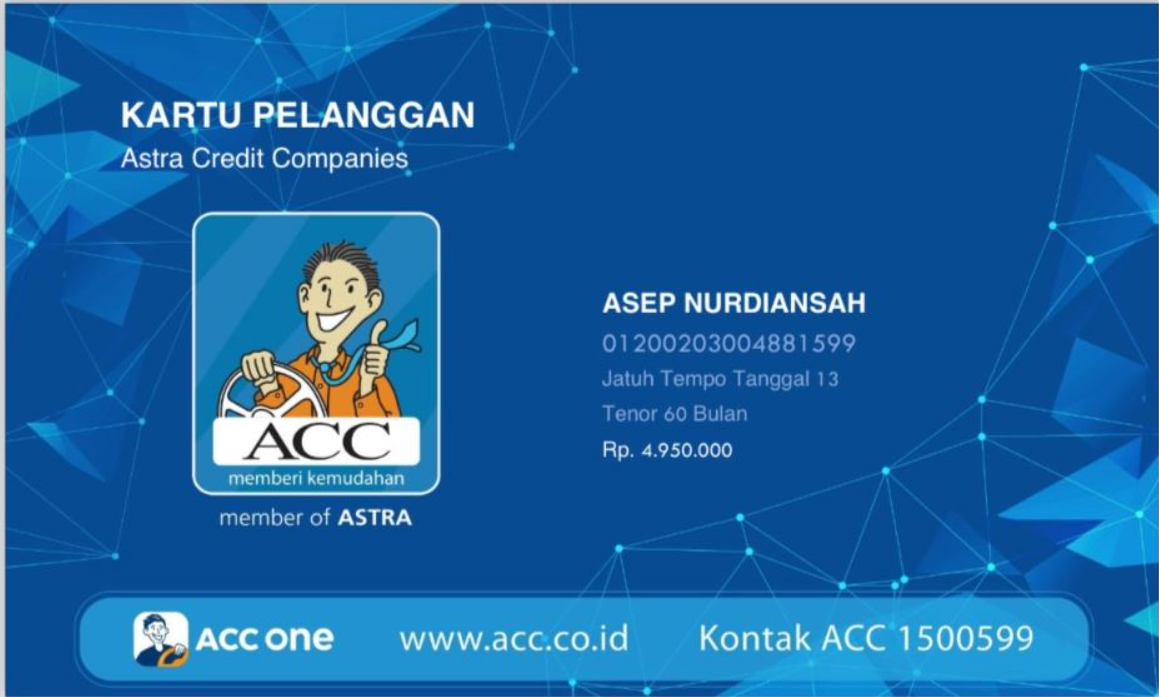 KARTU PELANGGAN
Astra Credit Companies
ACC
memberi kemudahan
member of ASTRA
ASEP NURDIANSAH
01200203004881599
Jatuh Tempo Tanggal 13
Tenor 60 Bulan
Rp. 4.950.000
ACC one www.acc.co.id Kontak ACC 1500599